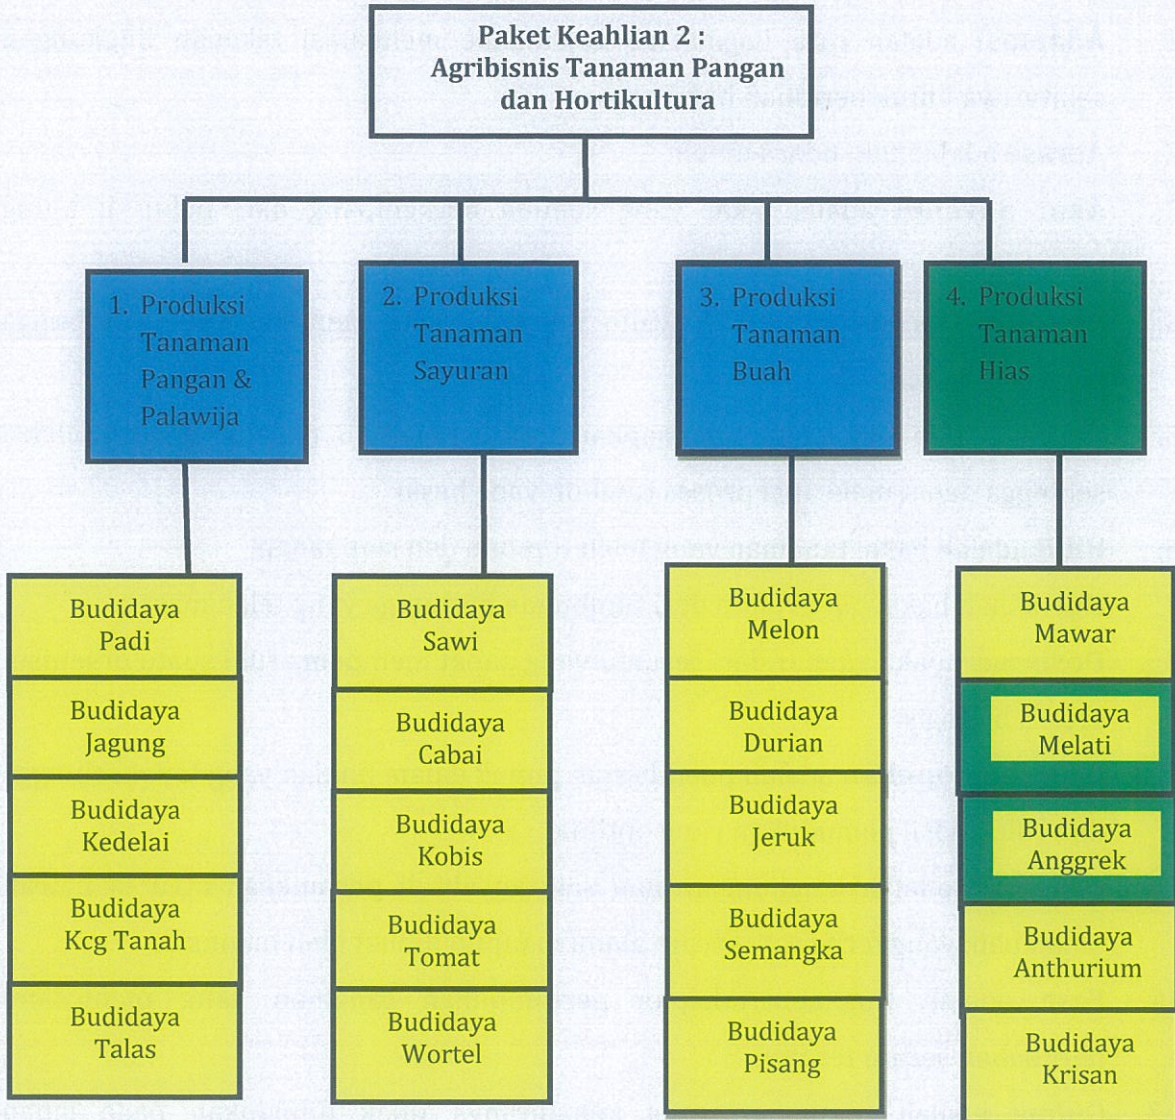 Paket Keahlian 2 :
Agribisnis Tanaman Pangan
dan Hortikultura
1. Produksi
Tanaman
Pangan &
Palawija
2. Produksi
Tanaman
Sayuran
3. Produksi
Tanaman
Buah
4. Produksi
Tanaman
Hias
Budidaya
Padi
Budidaya
Jagung
Budidaya
Kedelai
Budidaya
Kcg Tanah
Budidaya
Talas
Budidaya
Sawi
Budidaya
Cabai
Budidaya
Kobis
Budidaya
Tomat
Budidaya
Wortel
Budidaya
Melon
Budidaya
Durian
Budidaya
Jeruk
Budidaya
Semangka
Budidaya
Pisang
Budidaya
Mawar
Budidaya
Melati
Budidaya
Anggrek
Budidaya
Anthurium
Budidaya
Krisan